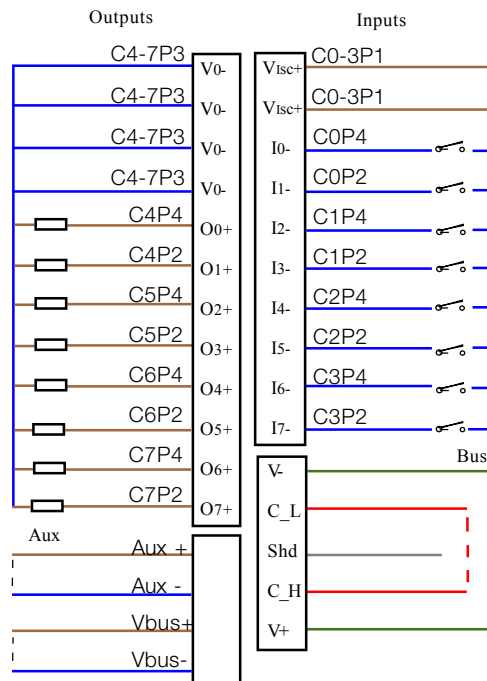 Outputs
Inputs
C4-7P3
V0-
C4-7P3
V0-
C4-7P3
V0-
C4-7P3
V0-
C4P4
O0+
C4P2
O1+
C5P4
O2+
C5P2
O3+
C6P4
O4+
C6P2
O5+
C7P4
O6+
C7P2
O7+
VIsc+
C0-3P1
VIsc+
C0-3P1
I0-
C0P4
I1-
C0P2
I2-
C1P4
I3-
C1P2
I4-
C2P4
I5-
C2P2
I6-
C3P4
I7-
C3P2
Bus
V-
C_L
Shd
C_H
V+
Aux
Aux +
Aux -
Vbus+
Vbus-